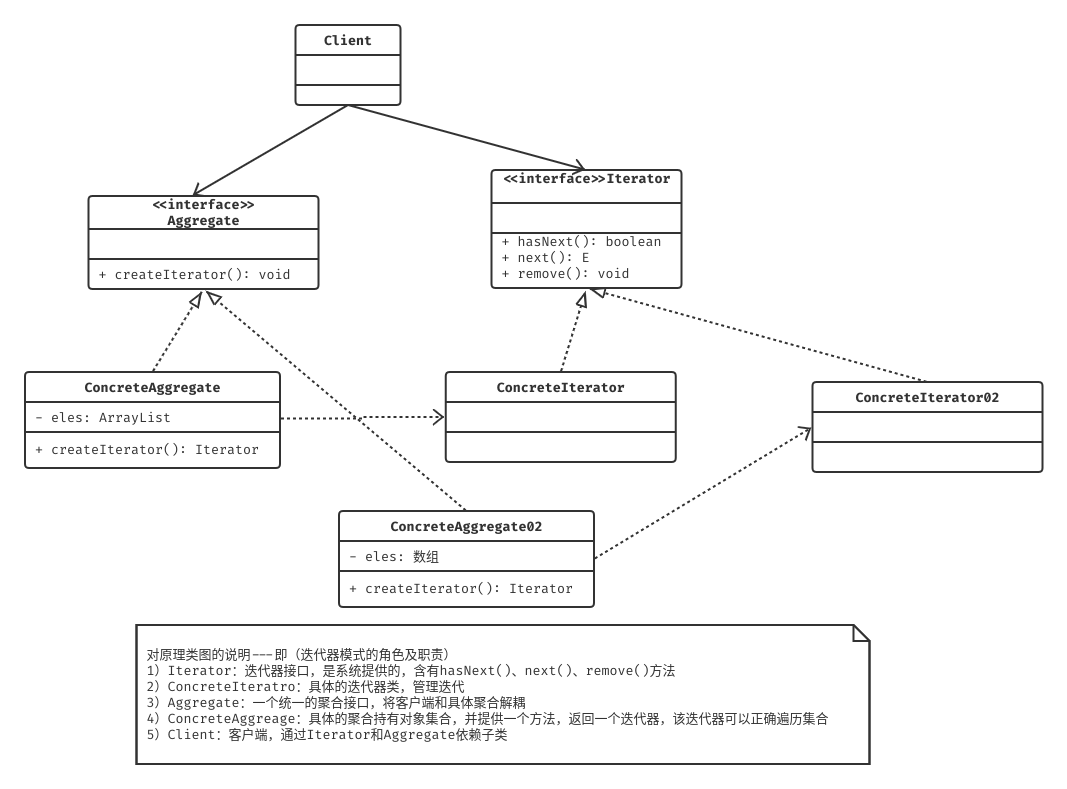 Client
<<interface>>
Aggregate
+ createIterator(): void
<<interface>>Iterator
+ hasNext(): boolean
+ next(): E
+ remove(): void
ConcreteAggregate
- eles: ArrayList
+ createIterator(): Iterator
ConcreteIterator
ConcreteIterator02
ConcreteAggregate02
- eles: 数组
+ createIterator(): Iterator
对原理类图的说明---即（迭代器模式的角色及职责）
1）Iterator：迭代器接口，是系统提供的，含有hasNext()、next()、remove()方法
2）ConcreteIteratro：具体的迭代器类，管理迭代
3）Aggregate：一个统一的聚合接口，将客户端和具体聚合解耦
4）ConcreteAggreage：具体的聚合持有对象集合，并提供一个方法，返回一个迭代器，该迭代器可以正确遍历集合
5）Client：客户端，通过Iterator和Aggregate依赖子类